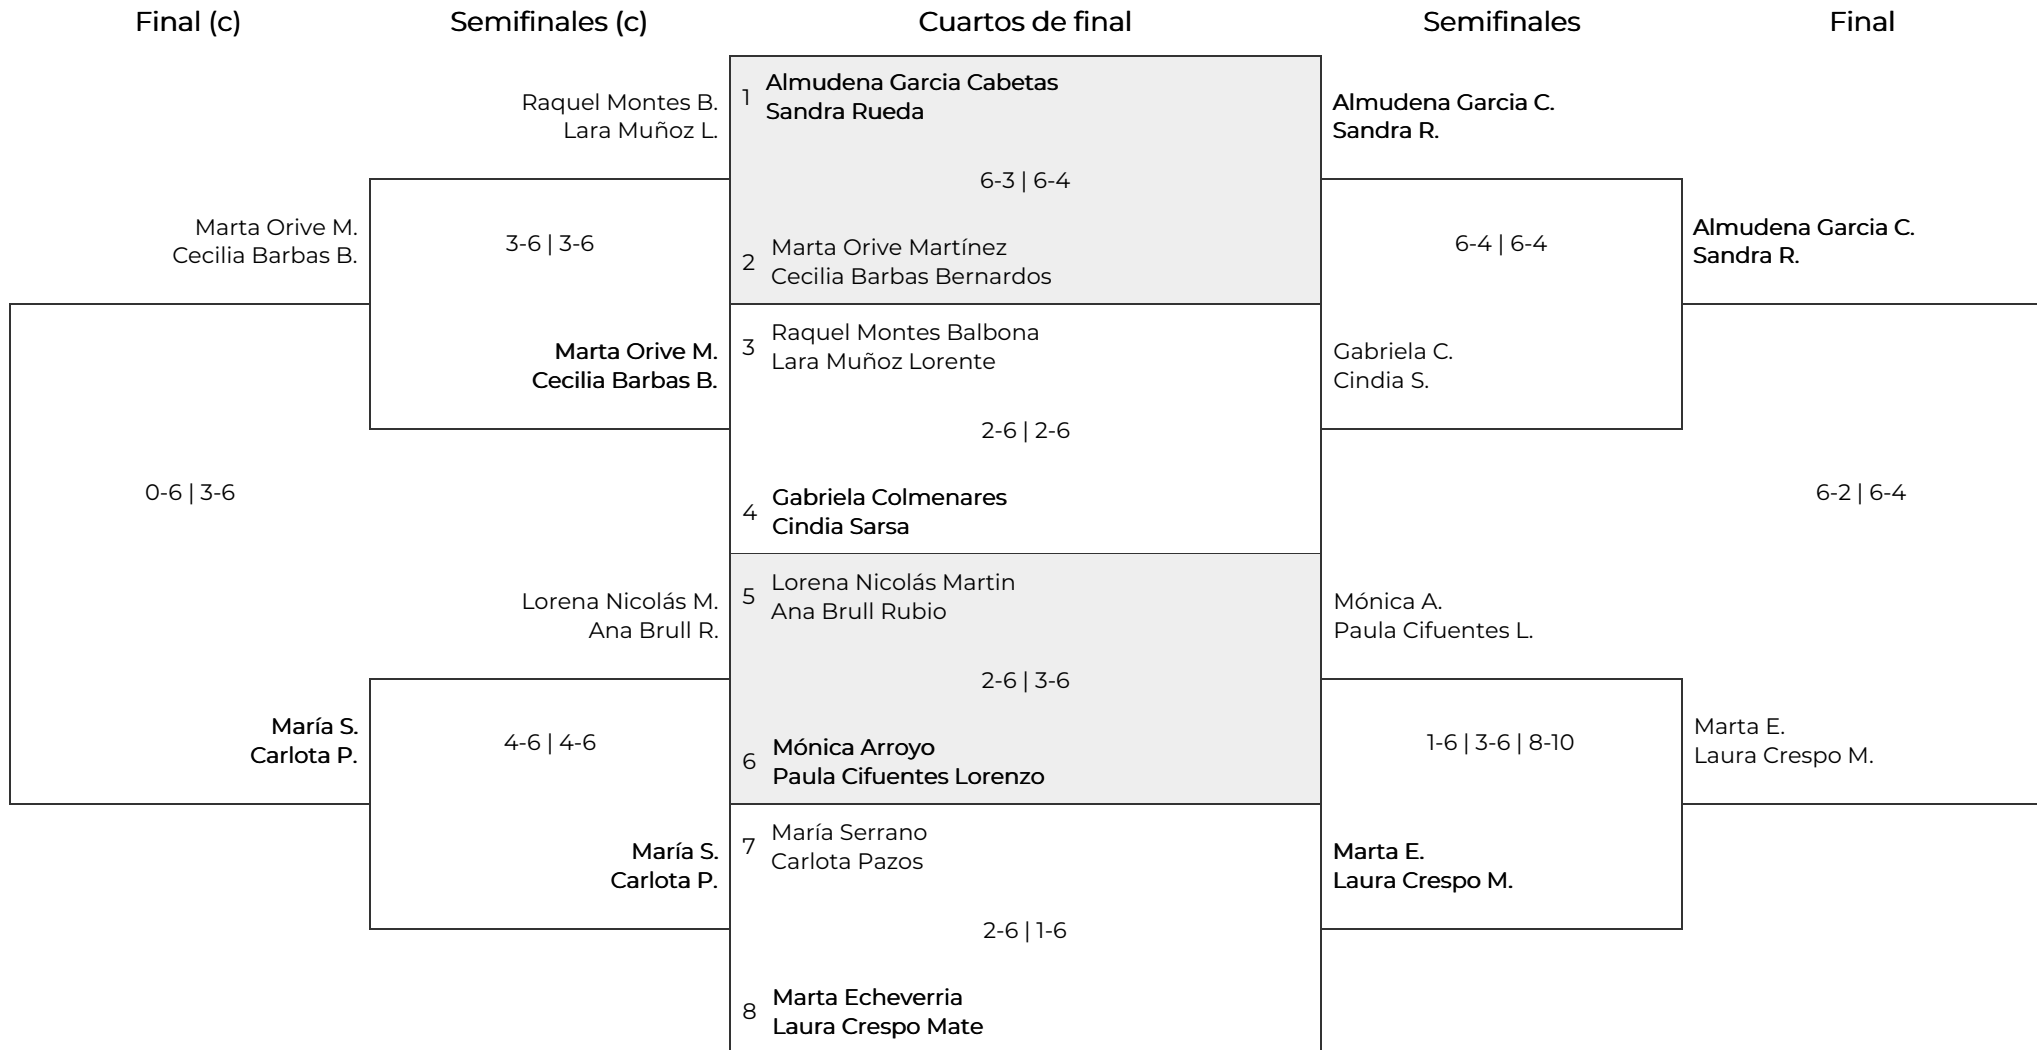 Final (c)
Semifinales (c)
Cuartos de final
Semifinales
Final
Marta Orive M.
Cecilia Barbas B.
0-6 | 3-6
María S.
Carlota P.
Raquel Montes B.
Lara Muñoz L.
3-6 | 3-6
Marta Orive M.
Cecilia Barbas B.
Lorena Nicolás M.
Ana Brull R.
4-6 | 4-6
María S.
Carlota P.
1 Almudena Garcia Cabetas
Sandra Rueda
6-3 | 6-4
2 Marta Orive Martínez
Cecilia Barbas Bernardos
3 Raquel Montes Balbona
Lara Muñoz Lorente
2-6 | 2-6
4 Gabriela Colmenares
Cindia Sarsa
5 Lorena Nicolás Martin
Ana Brull Rubio
2-6 | 3-6
6 Mónica Arroyo
Paula Cifuentes Lorenzo
7 María Serrano
Carlota Pazos
2-6 | 1-6
8 Marta Echeverria
Laura Crespo Mate
Almudena Garcia C.
Sandra R.
6-4 | 6-4
Gabriela C.
Cindia S.
Mónica A.
Paula Cifuentes L.
1-6 | 3-6 | 8-10
Marta E.
Laura Crespo M.
Almudena Garcia C.
Sandra R.
6-2 | 6-4
Marta E.
Laura Crespo M.